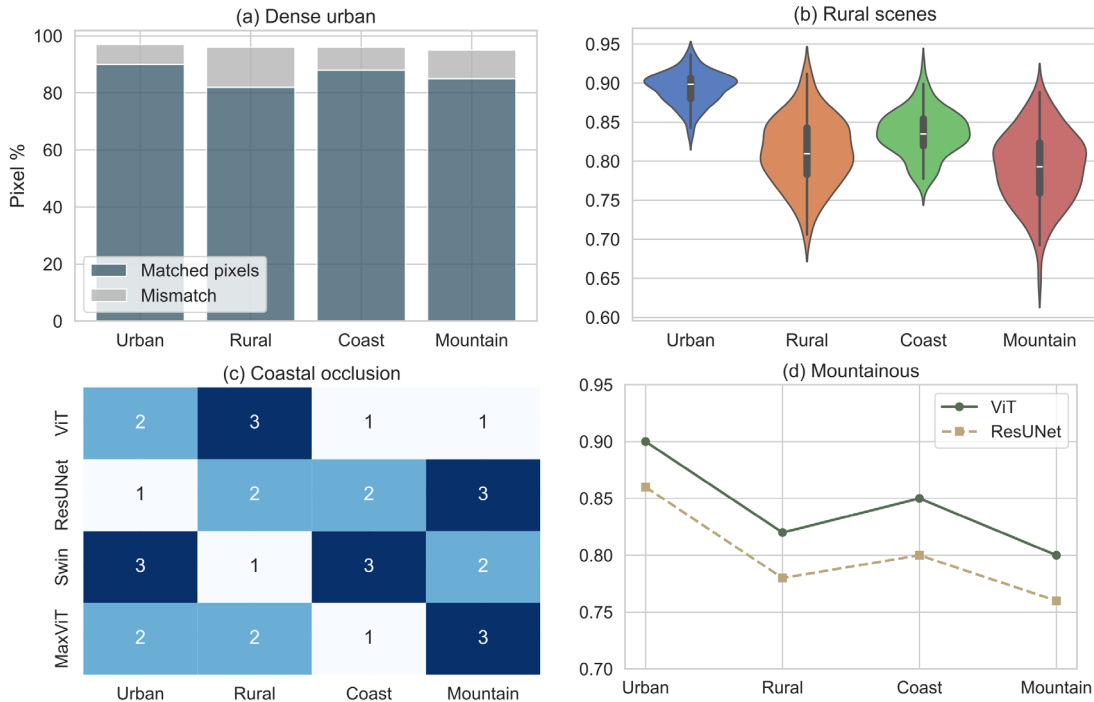 (a) Dense urban
100
80
60
40
20
0
Pixel %
Matched pixels
Mismatch
Urban Rural Coast Mountain
(b) Rural scenes
0.95
0.90
0.85
0.80
0.75
0.70
0.65
0.60
Urban Rural Coast Mountain
(c) Coastal occlusion
ViT 2 3 1 1
ResUNet 1 2 2 3
Swin 3 1 3 2
MaxViT 2 2 1 3
Urban Rural Coast Mountain
(d) Mountainous
0.95
0.90
0.85
0.80
0.75
0.70
ViT
ResUNet
Urban Rural Coast Mountain